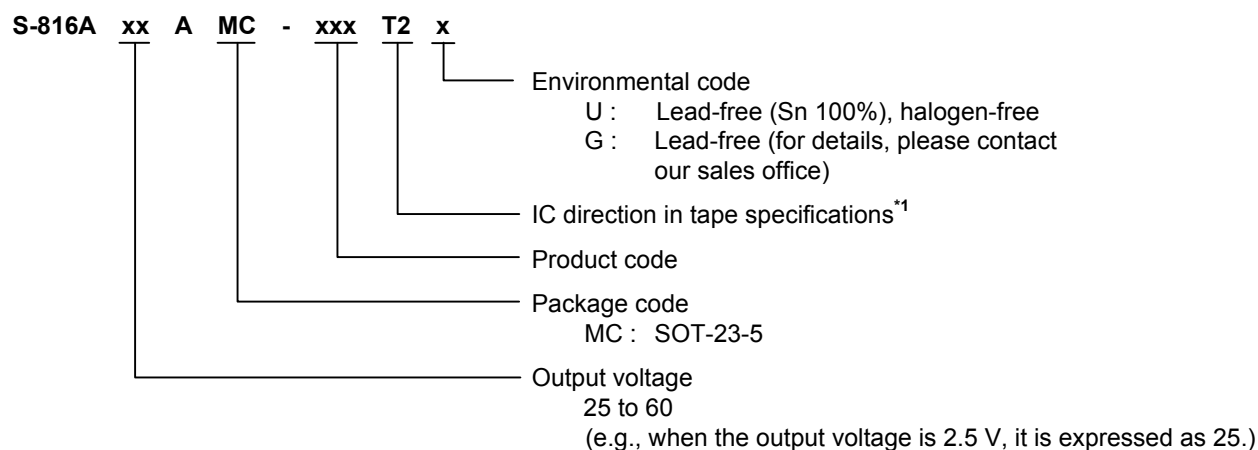 S-816A xx A MC - xxx T2 x
Environmental code
U : Lead-free (Sn 100%), halogen-free
G : Lead-free (for details, please contact
our sales office)
IC direction in tape specifications*1
Product code
Package code
MC : SOT-23-5
Output voltage
25 to 60
(e.g., when the output voltage is 2.5 V, it is expressed as 25.)